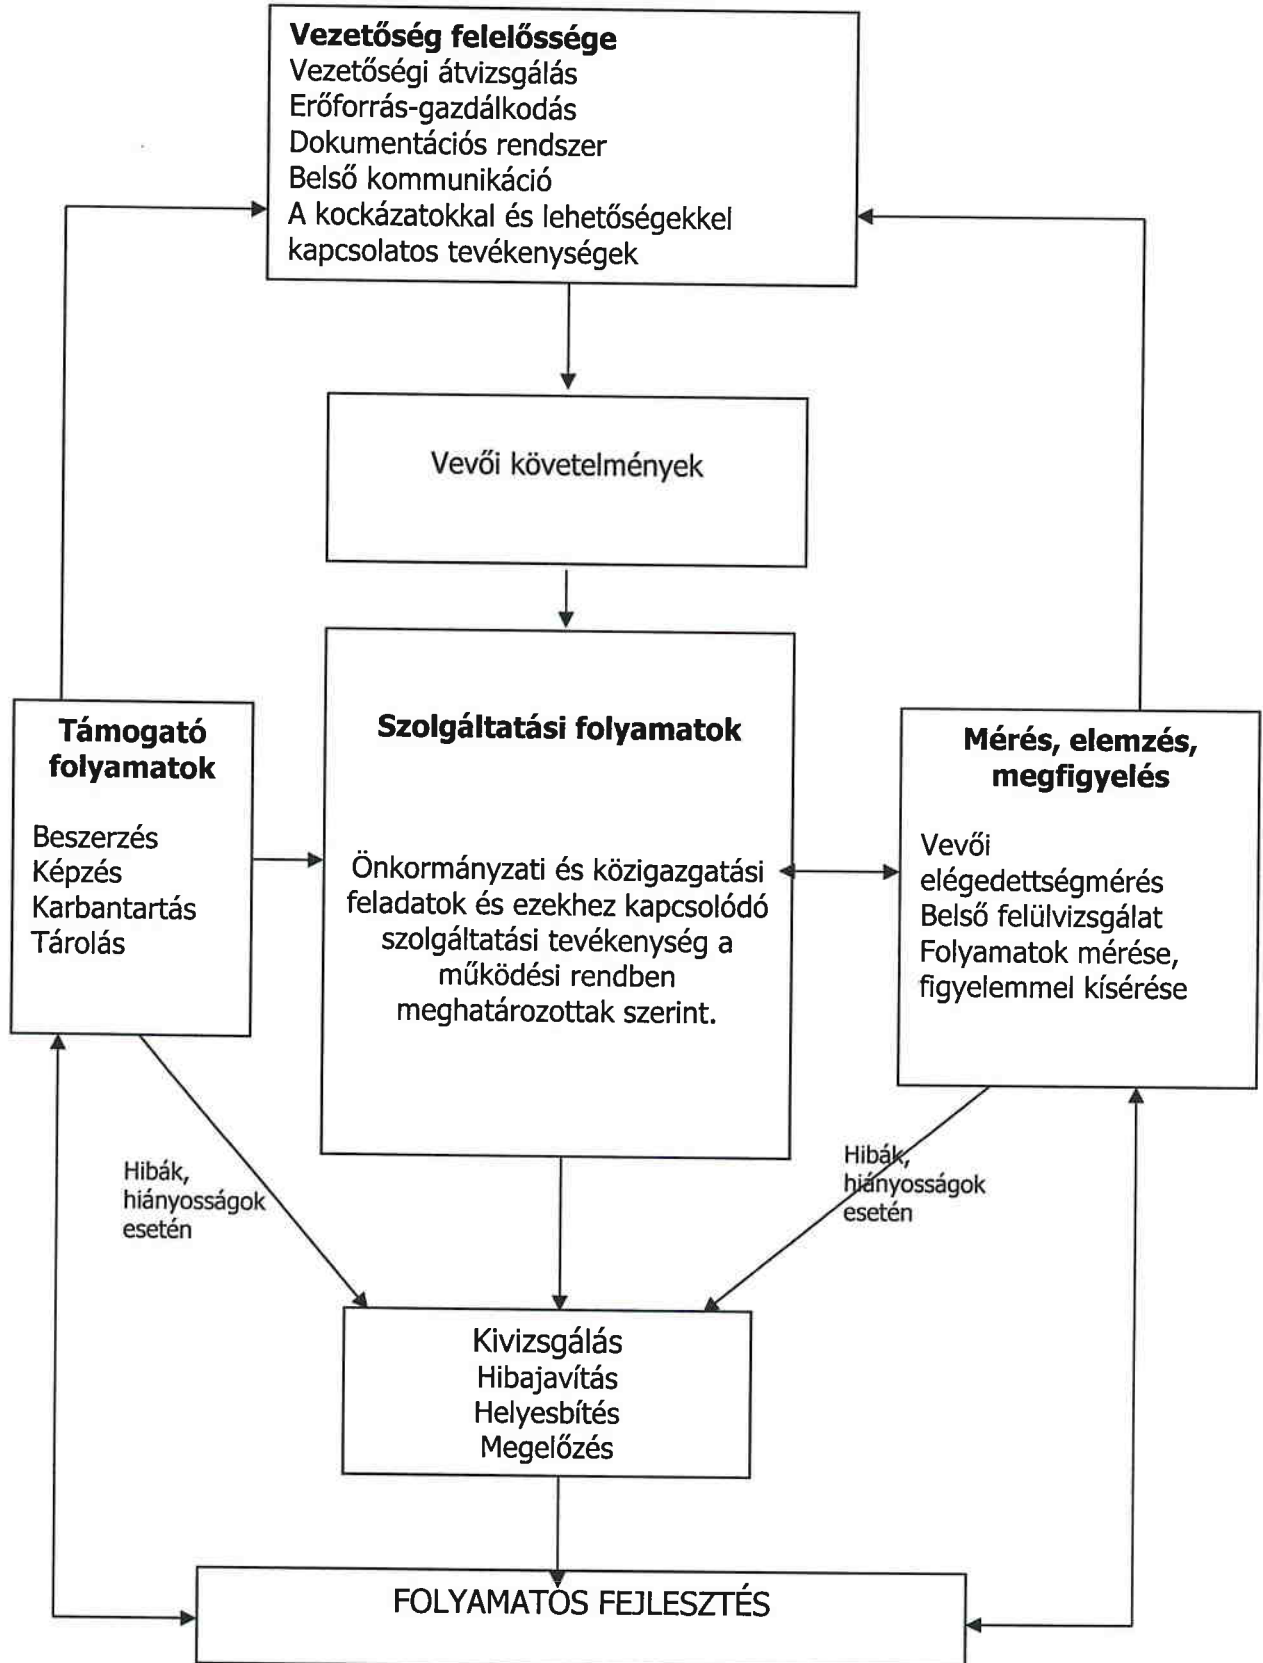 Vezetőség felelőssége
Vezetőségi átvizsgálás
Erőforrás-gazdálkodás
Dokumentációs rendszer
Belső kommunikáció
A kockázatokkal és lehetőségekkel
kapcsolatos tevékenységek
Vevői követelmények
Támogató
folyamatok
Beszerzés
Képzés
Karbantartás
Tárolás
Szolgáltatási folyamatok
Önkormányzati és közigazgatási
feladatok és ezekhez kapcsolódó
szolgáltatási tevékenység a
működési rendben
meghatározottak szerint.
Mérés, elemzés,
megfigyelés
Vevői
elégedettségmérés
Belső felülvizsgálat
Folyamatok mérése,
figyelemmel kísérése
Hibák,
hiányosságok
esetén
Hibák,
hiányosságok
esetén
Kivizsgálás
Hibajavítás
Helyesbítés
Megelőzés
FOLYAMATOS FEJLESZTÉS